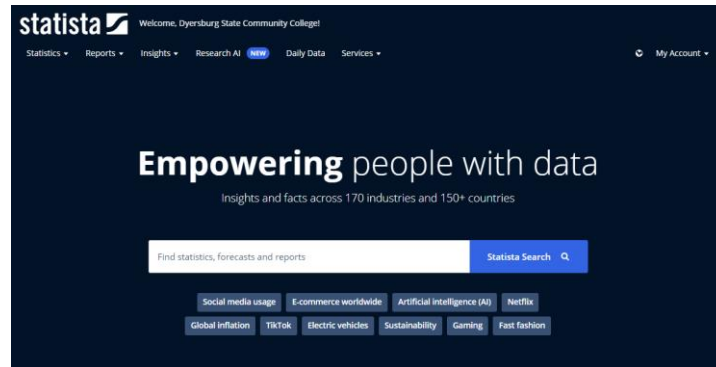 statista Welcome, Dyersburg State Community College!
Statistics Reports Insights Research AI NEW Daily Data Services My Account
Empowering people with data
Insights and facts across 170 industries and 150+ countries
Find statistics, forecasts and reports Statista Search
Social media usage E-commerce worldwide Artificial intelligence (AI) Netflix
Global inflation TikTok Electric vehicles Sustainability Gaming Fast fashion